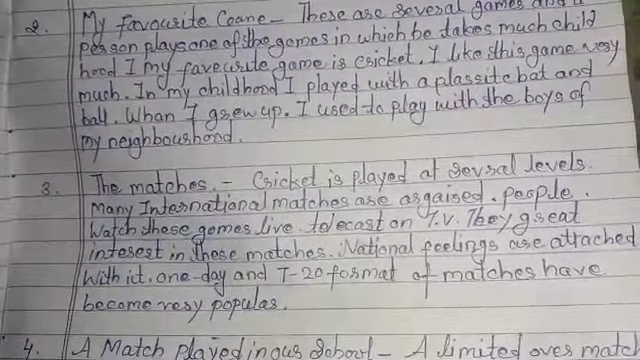 2. My favourite Game - There are several games and a
person plays one of the games in which he takes much child
hood I my faveurite game is cricket. I like this game very
much. In my childhood I played with a plassite bat and
ball. Whan I grew up. I used to play with the boys of
my neighbourhood.
3. The matches. - Cricket is played at several levels.
Many International matches are asgaised. people.
Watch these games live telecast on T.V. They great
interest in these matches. National feelings are attached
with it. one-day and T-20 format of matches have
become very popular.
4. A Match played in our School - A limited overs match